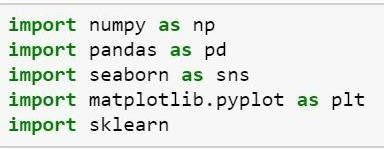 import numpy as np
import pandas as pd
import seaborn as sns
import matplotlib.pyplot as plt
import sklearn